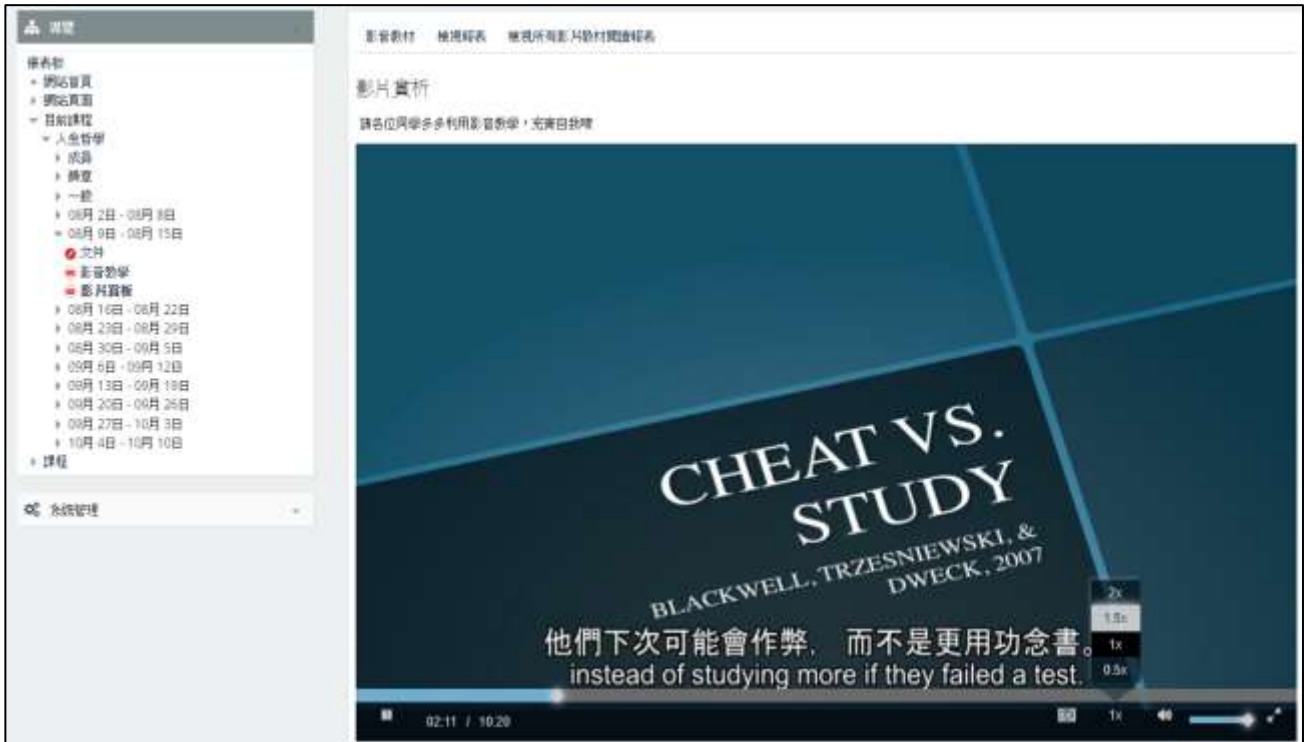 導覽
儀表板
網站首頁
網站頁面
目前課程
人生哲學
成員
獎章
一般
08月 2日 - 08月 8日
08月 9日 - 08月 15日
文件
影音教學
影片賞析
08月 16日 - 08月 22日
08月 23日 - 08月 29日
08月 30日 - 09月 5日
09月 6日 - 09月 12日
09月 13日 - 09月 19日
09月 20日 - 09月 26日
09月 27日 - 10月 3日
10月 4日 - 10月 10日
課程
系統管理
影音教材 檢視報表 檢視所有影片教材閱讀報表
影片賞析
請各位同學多多利用影音教學，充實自我唷
CHEAT VS.
STUDY
BLACKWELL, TRZESNIEWSKI, &
DWECK, 2007
他們下次可能會作弊， 而不是更用功念書。
instead of studying more if they failed a test.
2x
1.5x
1x
0.5x
02:11 / 10:20
1x